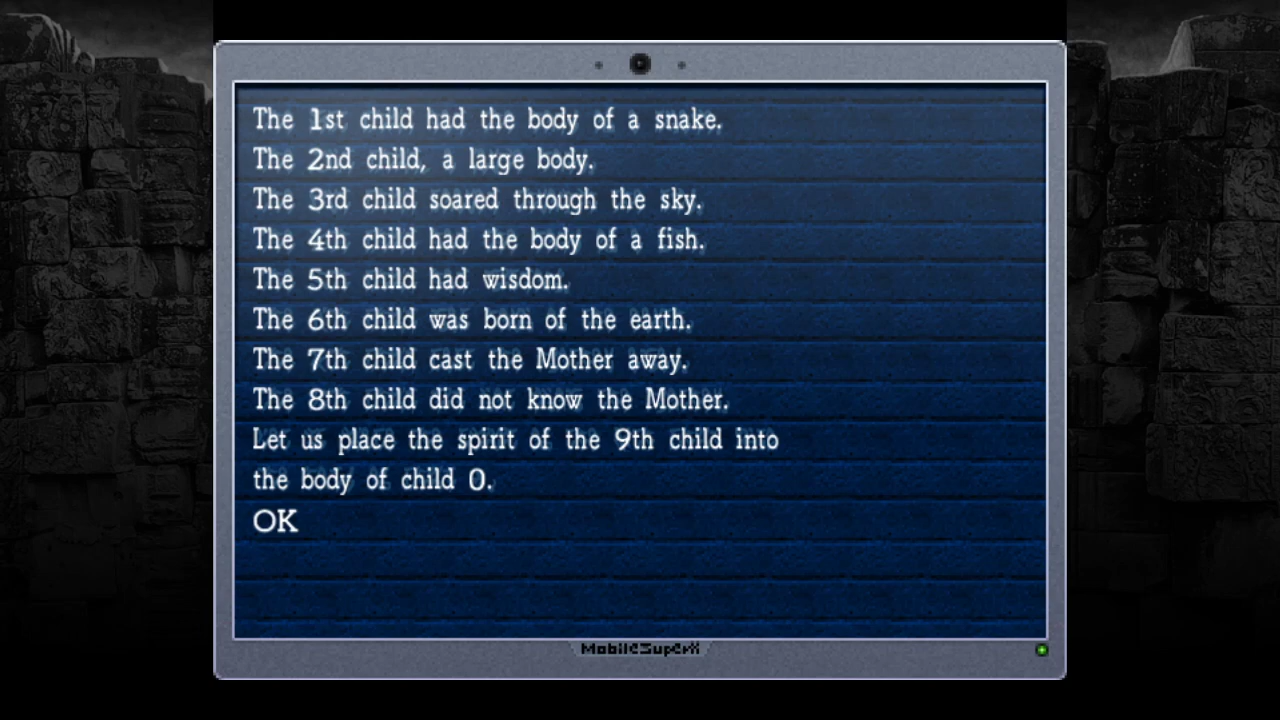 The 1st child had the body of a snake.
The 2nd child, a large body.
The 3rd child soared through the sky.
The 4th child had the body of a fish.
The 5th child had wisdom.
The 6th child was born of the earth.
The 7th child cast the Mother away.
The 8th child did not know the Mother.
Let us place the spirit of the 9th child into
the body of child 0.
OK
MobileSuperX